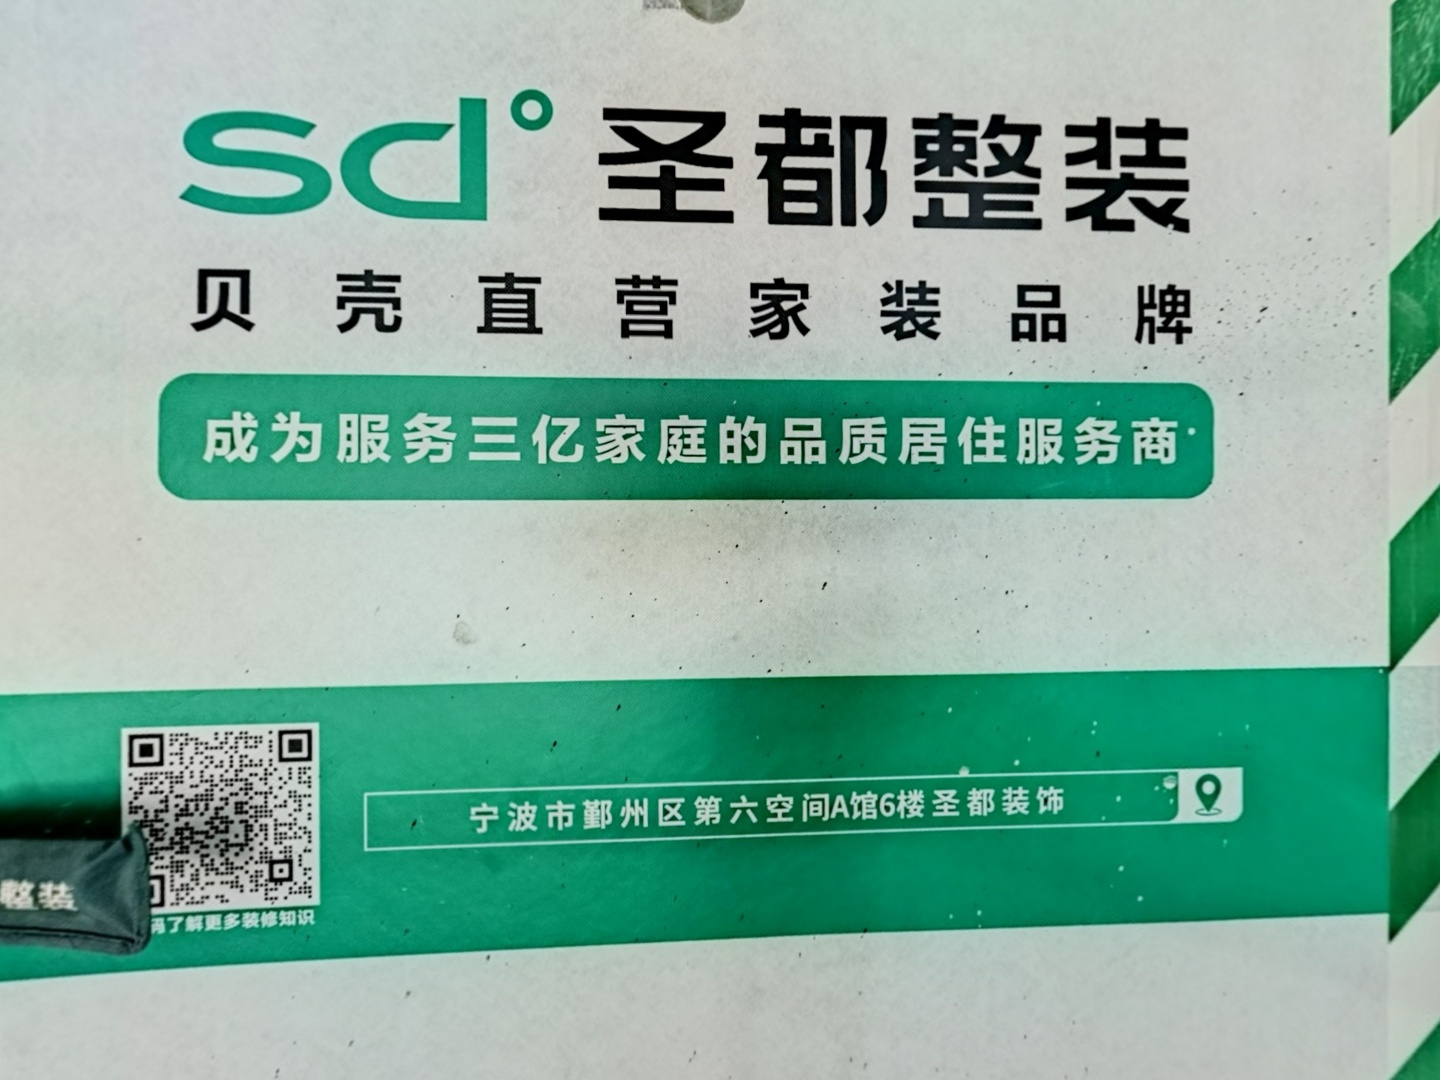 sd° 圣都整装
贝壳直营家装品牌
成为服务三亿家庭的品质居住服务商
宁波市鄞州区第六空间A馆6楼圣都装饰
整装
码了解更多装修知识